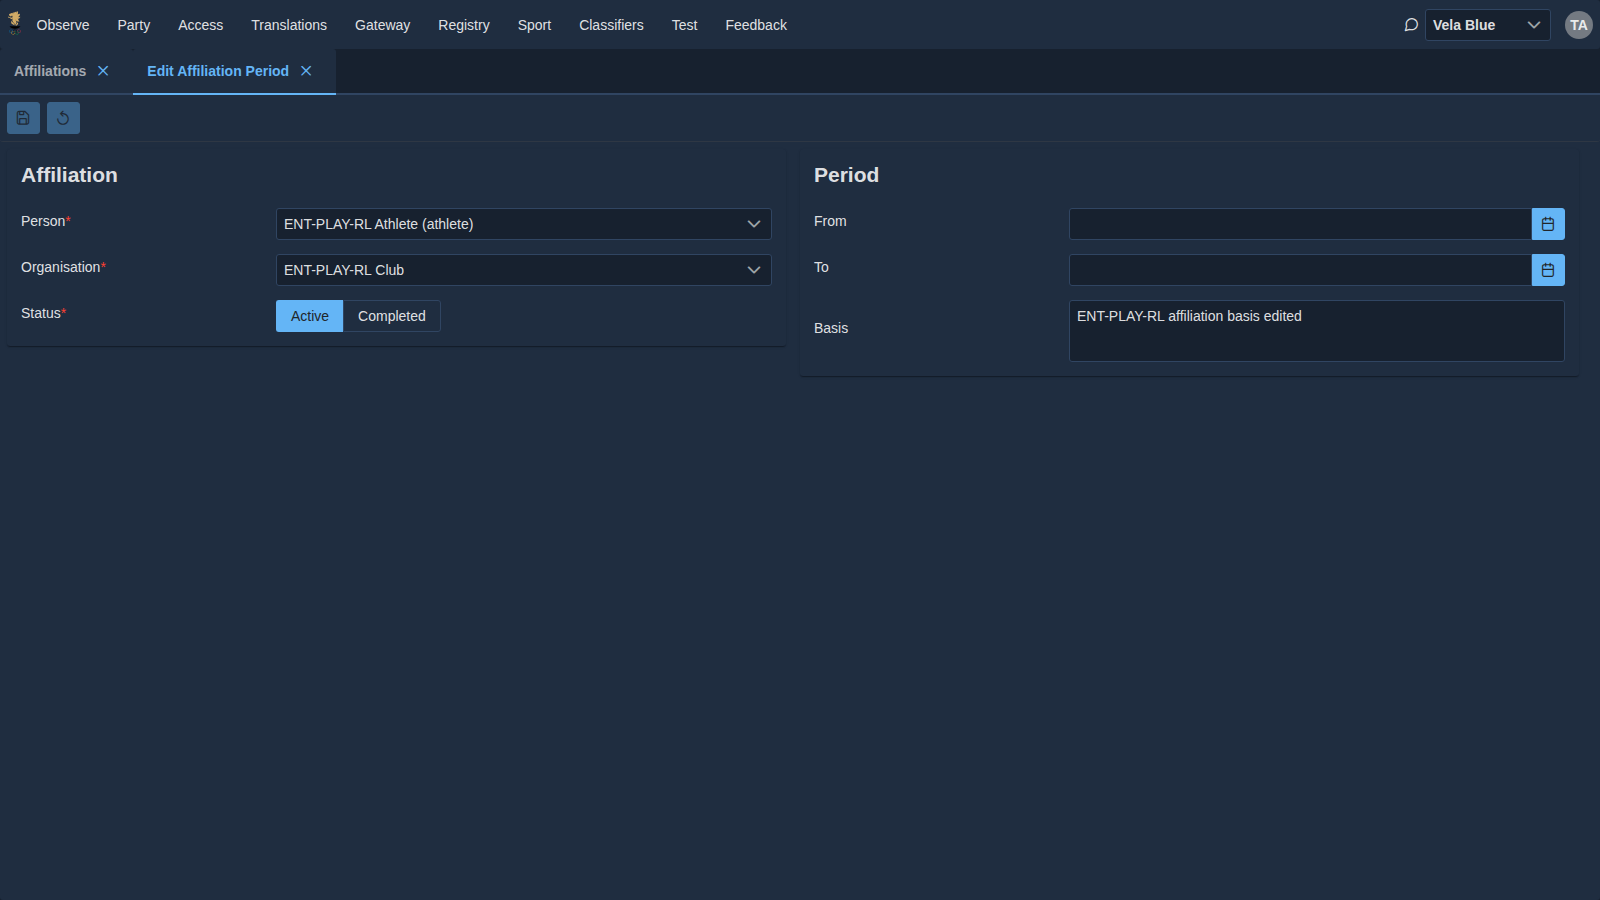 Observe Party Access Translations Gateway Registry Sport Classifiers Test Feedback Vela Blue TA
Affiliations Edit Affiliation Period
Affiliation
Person* ENT-PLAY-RL Athlete (athlete)
Organisation* ENT-PLAY-RL Club
Status* Active Completed
Period
From
To
Basis ENT-PLAY-RL affiliation basis edited